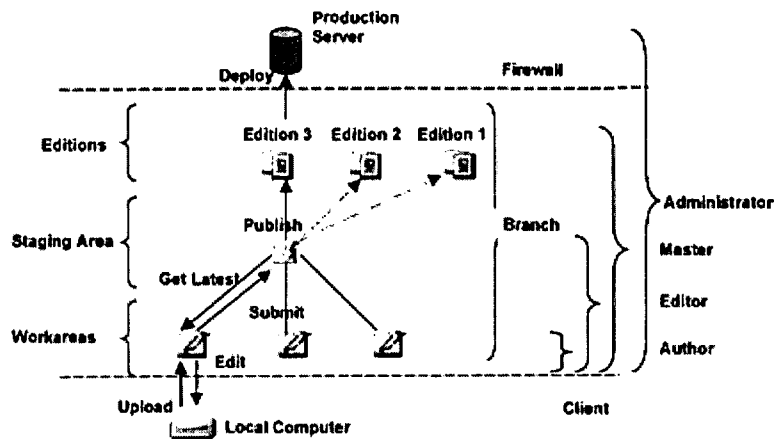 Production
Server
Deploy
Firewall
Editions
Edition 3
Edition 2
Edition 1
Administrator
Staging Area
Publish
Branch
Master
Get Latest
Editor
Submit
Workareas
Author
Edit
Upload
Local Computer
Client